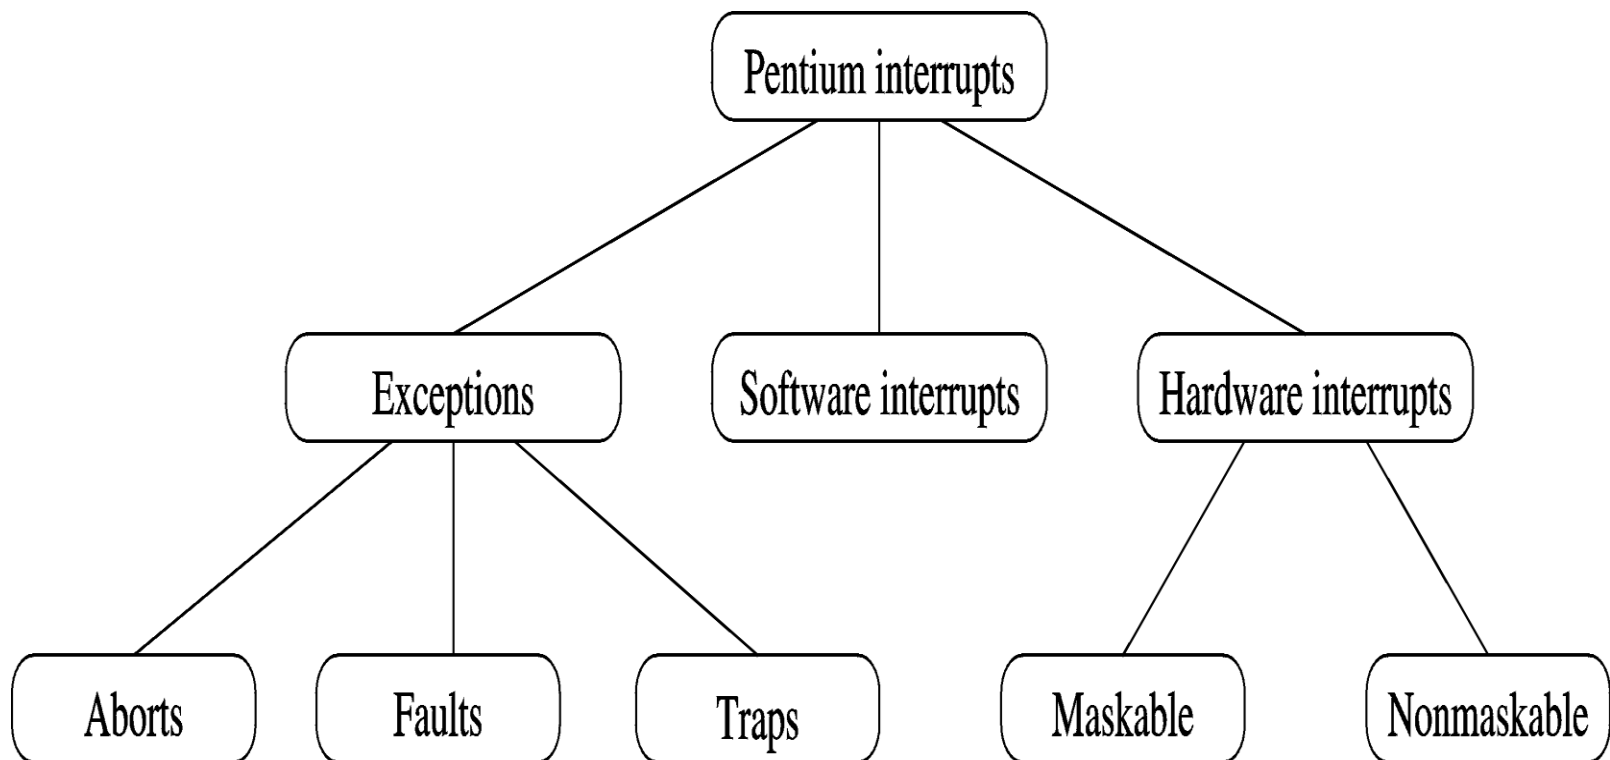 Pentium interrupts
Exceptions
Software interrupts
Hardware interrupts
Aborts
Faults
Traps
Maskable
Nonmaskable